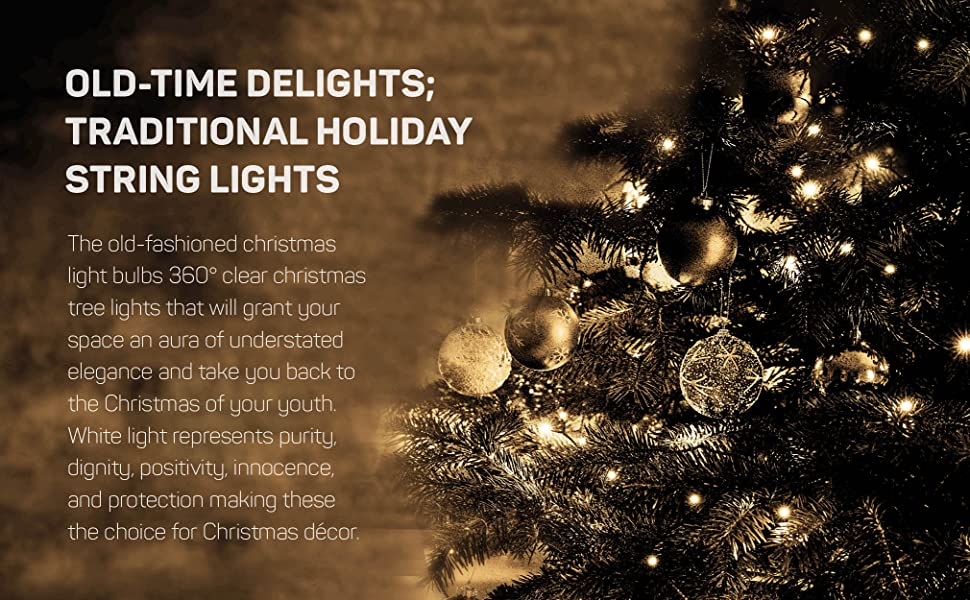 OLD-TIME DELIGHTS;
TRADITIONAL HOLIDAY
STRING LIGHTS
The old-fashioned christmas
light bulbs 360° clear christmas
tree lights that will grant your
space an aura of understated
elegance and take you back to
the Christmas of your youth.
White light represents purity,
dignity, positivity, innocence,
and protection making these
the choice for Christmas décor.